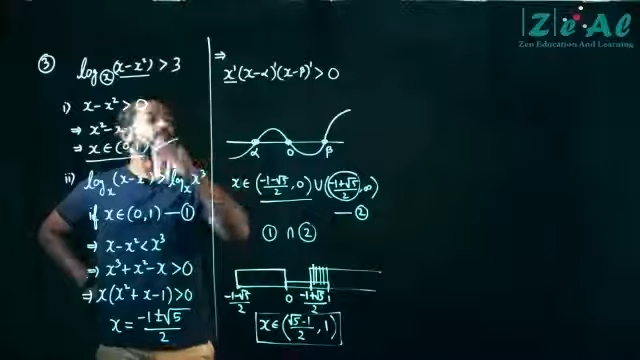 ③ log_② (x-x²) > 3
i) x-x² > 0
⇒ x²-x
⇒ x ∈ (0,1)
ii) log_x (x-x²) > log_x x³
if x ∈ (0,1) — ①
⇒ x-x² < x³
⇒ x³+x²-x > 0
⇒ x(x²+x-1) > 0
x = (-1±√5)/2
⇒
x'(x-α)'(x-β)' > 0
α 0 β
x ∈ ((-1-√5)/2, 0) ∪ ((-1+√5)/2, ∞)
— ②
① ∩ ②
(-1-√5)/2 0 (-1+√5)/2 1
x ∈ ((√5-1)/2, 1)
ZeAL
Zen Education And Learning